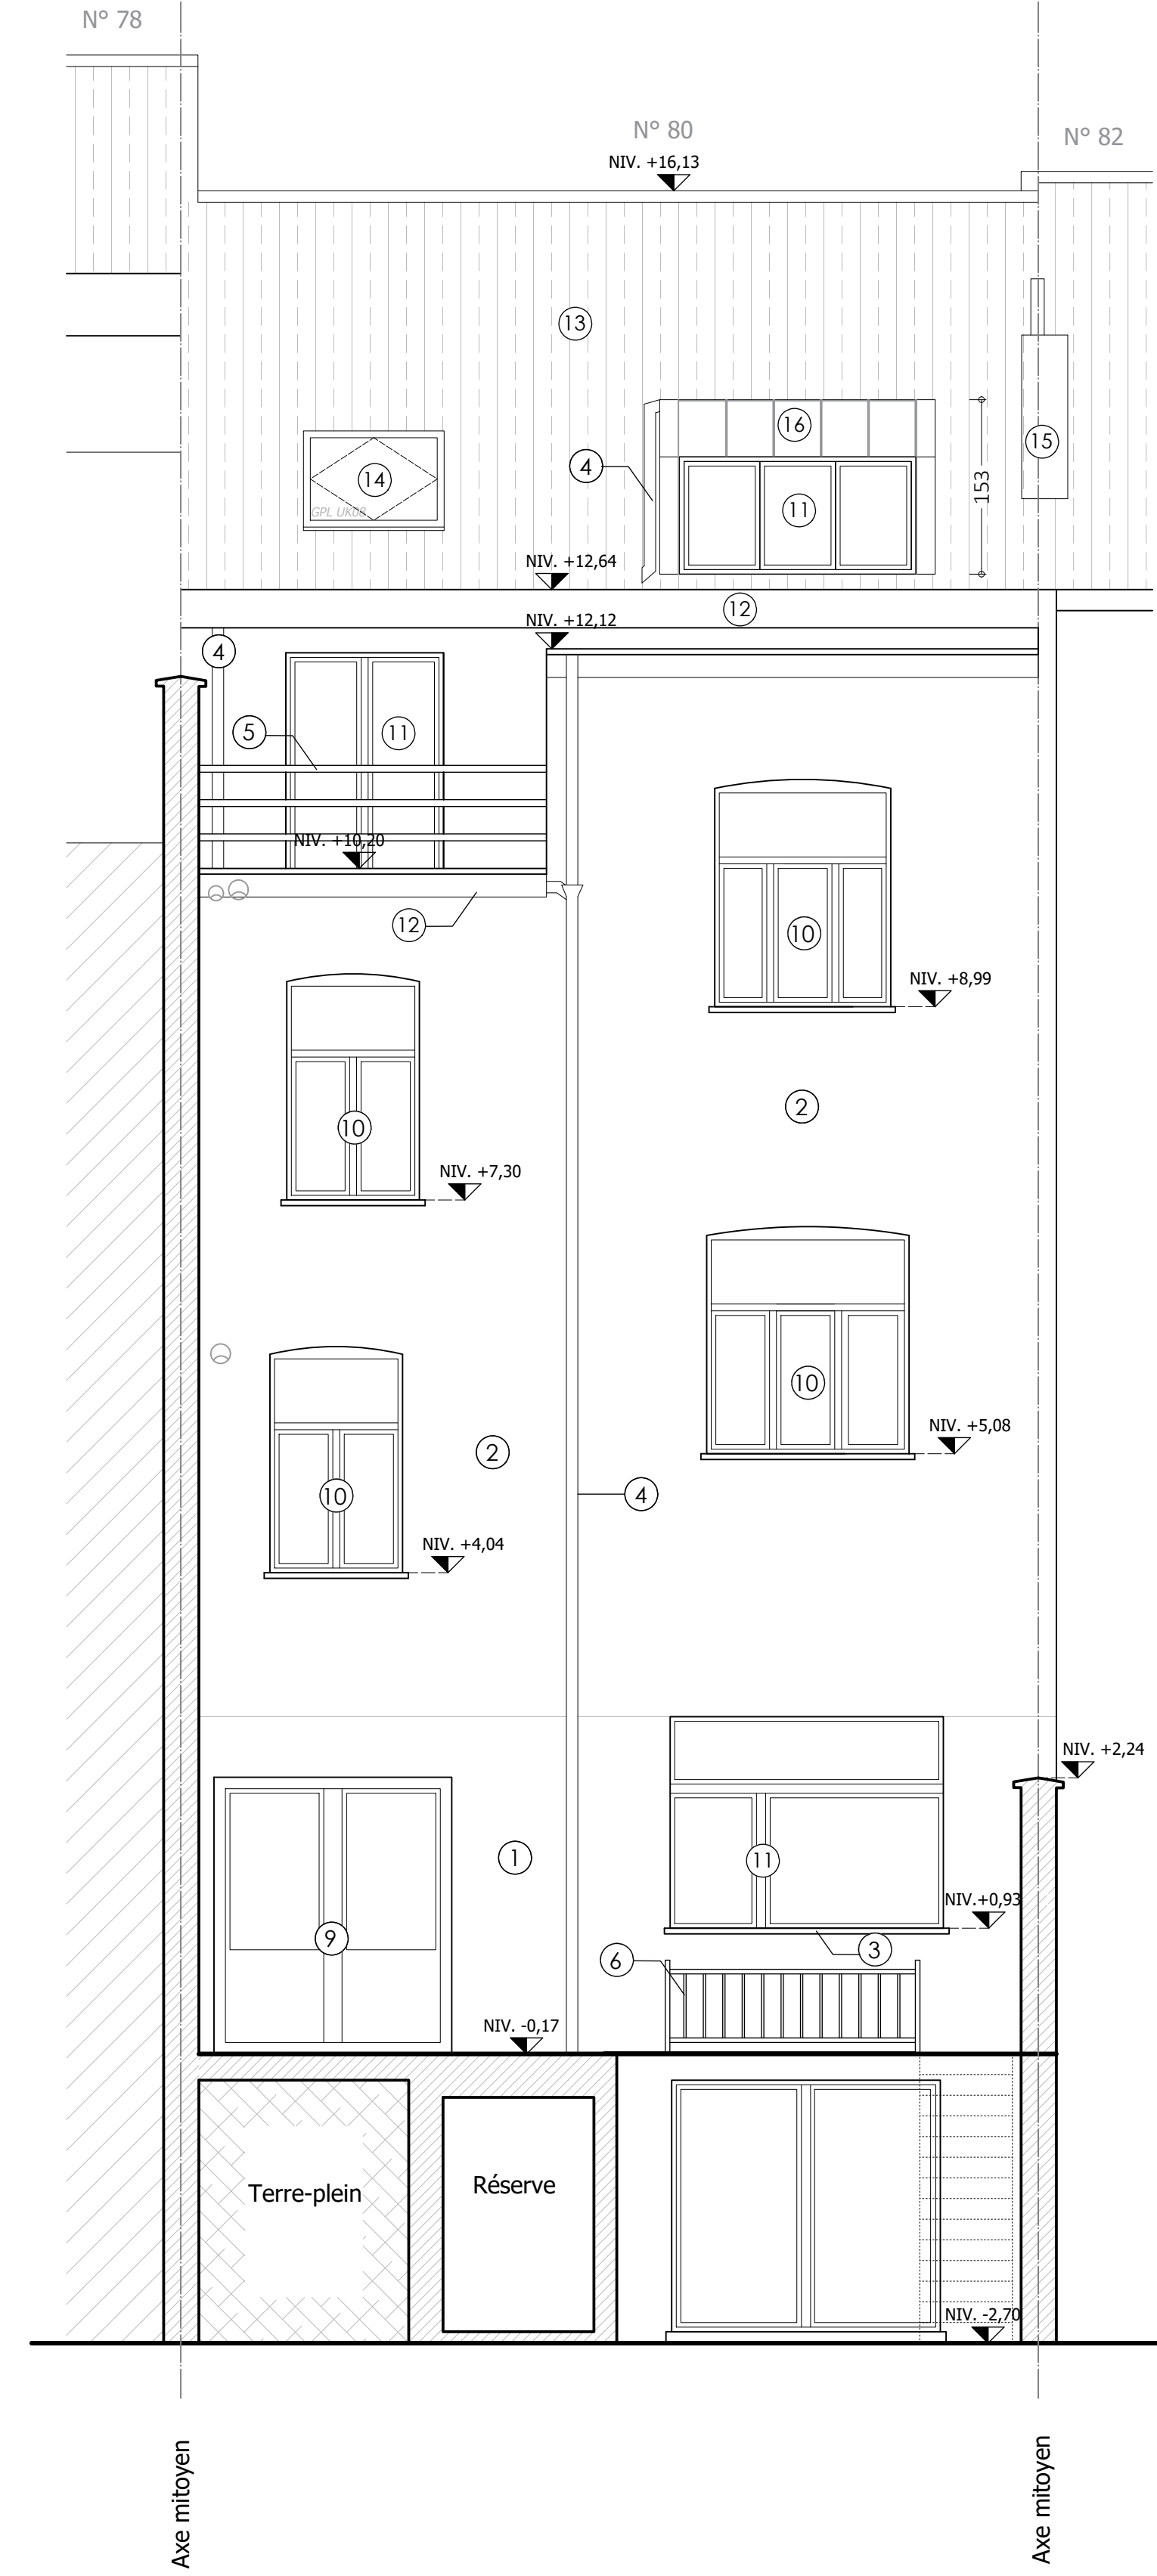 N° 78
N° 80
N° 82
NIV. +16,13
13
16
4
15
14
GPL UK08
11
153
NIV. +12,64
12
NIV. +12,12
4
5
11
NIV. +10,20
12
10
NIV. +8,99
2
10
NIV. +7,30
10
NIV. +5,08
2
10
4
NIV. +4,04
NIV. +2,24
1
11
NIV.+0,93
9
3
6
NIV. -0,17
Terre-plein
Réserve
NIV. -2,70
Axe mitoyen
Axe mitoyen